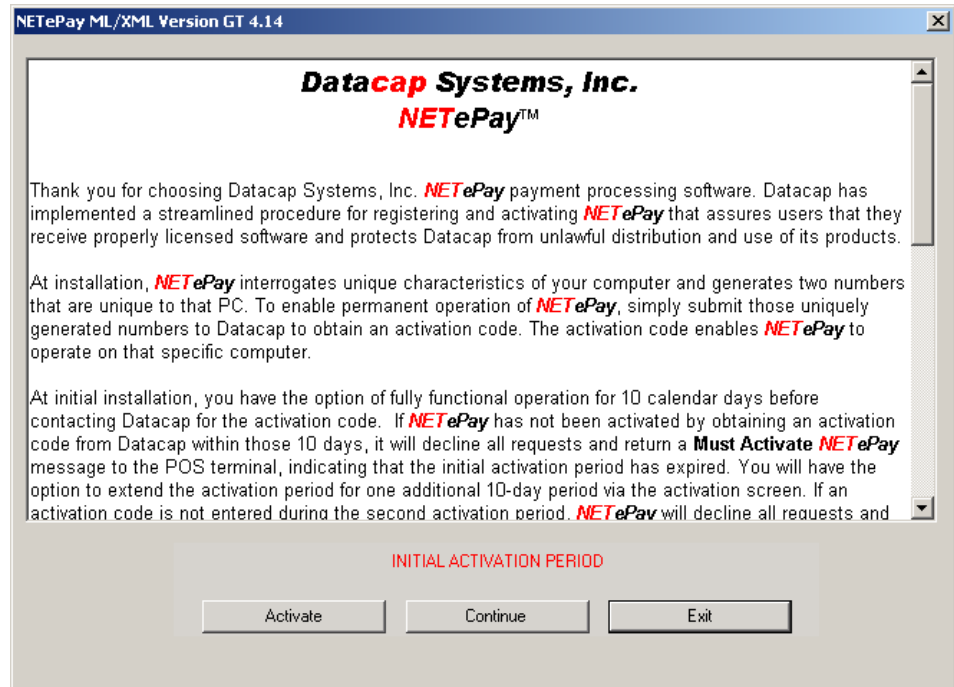 NETePay ML/XML Version GT 4.14
Datacap Systems, Inc.
NETePay™
Thank you for choosing Datacap Systems, Inc. NETePay payment processing software. Datacap has
implemented a streamlined procedure for registering and activating NETePay that assures users that they
receive properly licensed software and protects Datacap from unlawful distribution and use of its products.
At installation, NETePay interrogates unique characteristics of your computer and generates two numbers
that are unique to that PC. To enable permanent operation of NETePay, simply submit those uniquely
generated numbers to Datacap to obtain an activation code. The activation code enables NETePay to
operate on that specific computer.
At initial installation, you have the option of fully functional operation for 10 calendar days before
contacting Datacap for the activation code.  If NETePay has not been activated by obtaining an activation
code from Datacap within those 10 days, it will decline all requests and return a Must Activate NETePay
message to the POS terminal, indicating that the initial activation period has expired. You will have the
option to extend the activation period for one additional 10-day period via the activation screen. If an
activation code is not entered during the second activation period, NETePay will decline all requests and
INITIAL ACTIVATION PERIOD
Activate
Continue
Exit